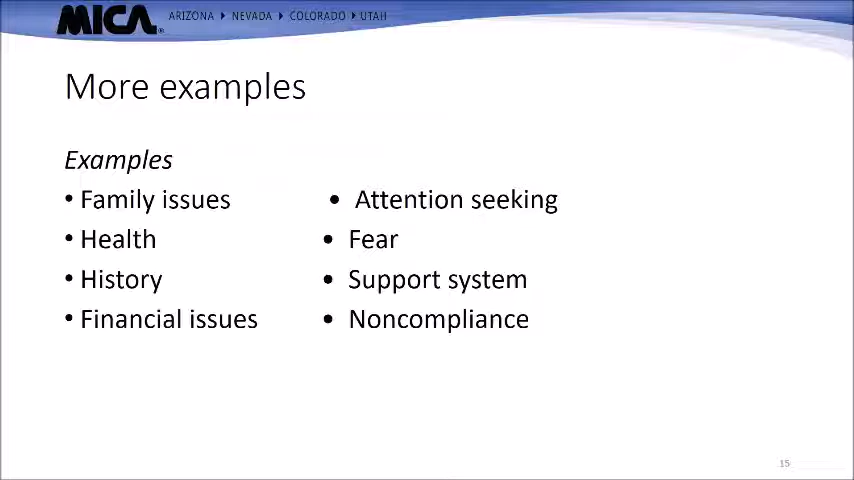 MICA® ARIZONA ▸ NEVADA ▸ COLORADO ▸ UTAH
More examples
Examples
• Family issues
• Health
• History
• Financial issues
• Attention seeking
• Fear
• Support system
• Noncompliance
15